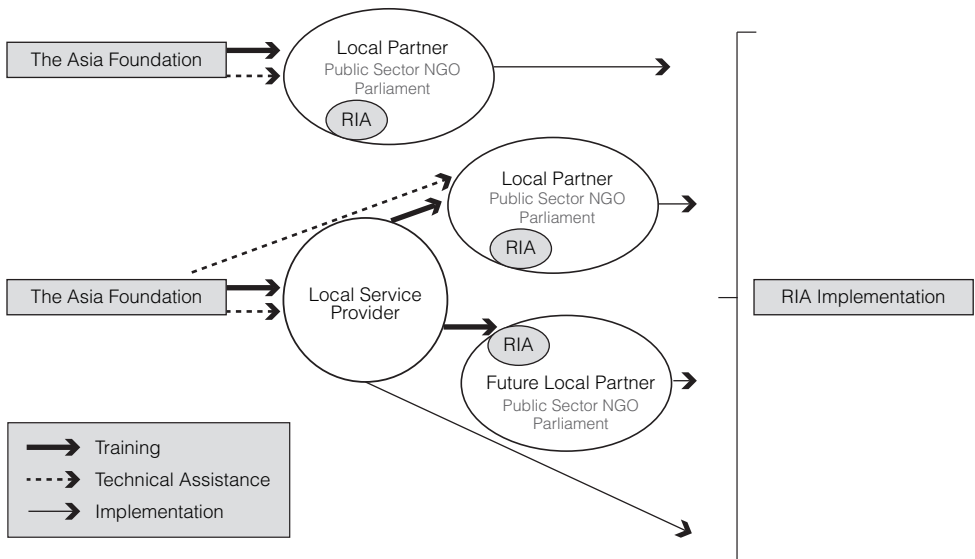 The Asia Foundation
Local Partner
Public Sector NGO
Parliament
RIA
Local Partner
Public Sector NGO
Parliament
RIA
The Asia Foundation
Local Service
Provider
RIA Implementation
RIA
Future Local Partner
Public Sector NGO
Parliament
Training
Technical Assistance
Implementation